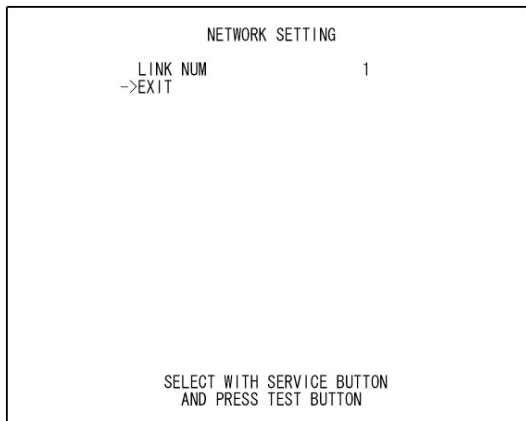 NETWORK SETTING
LINK NUM 1
->EXIT
SELECT WITH SERVICE BUTTON
AND PRESS TEST BUTTON